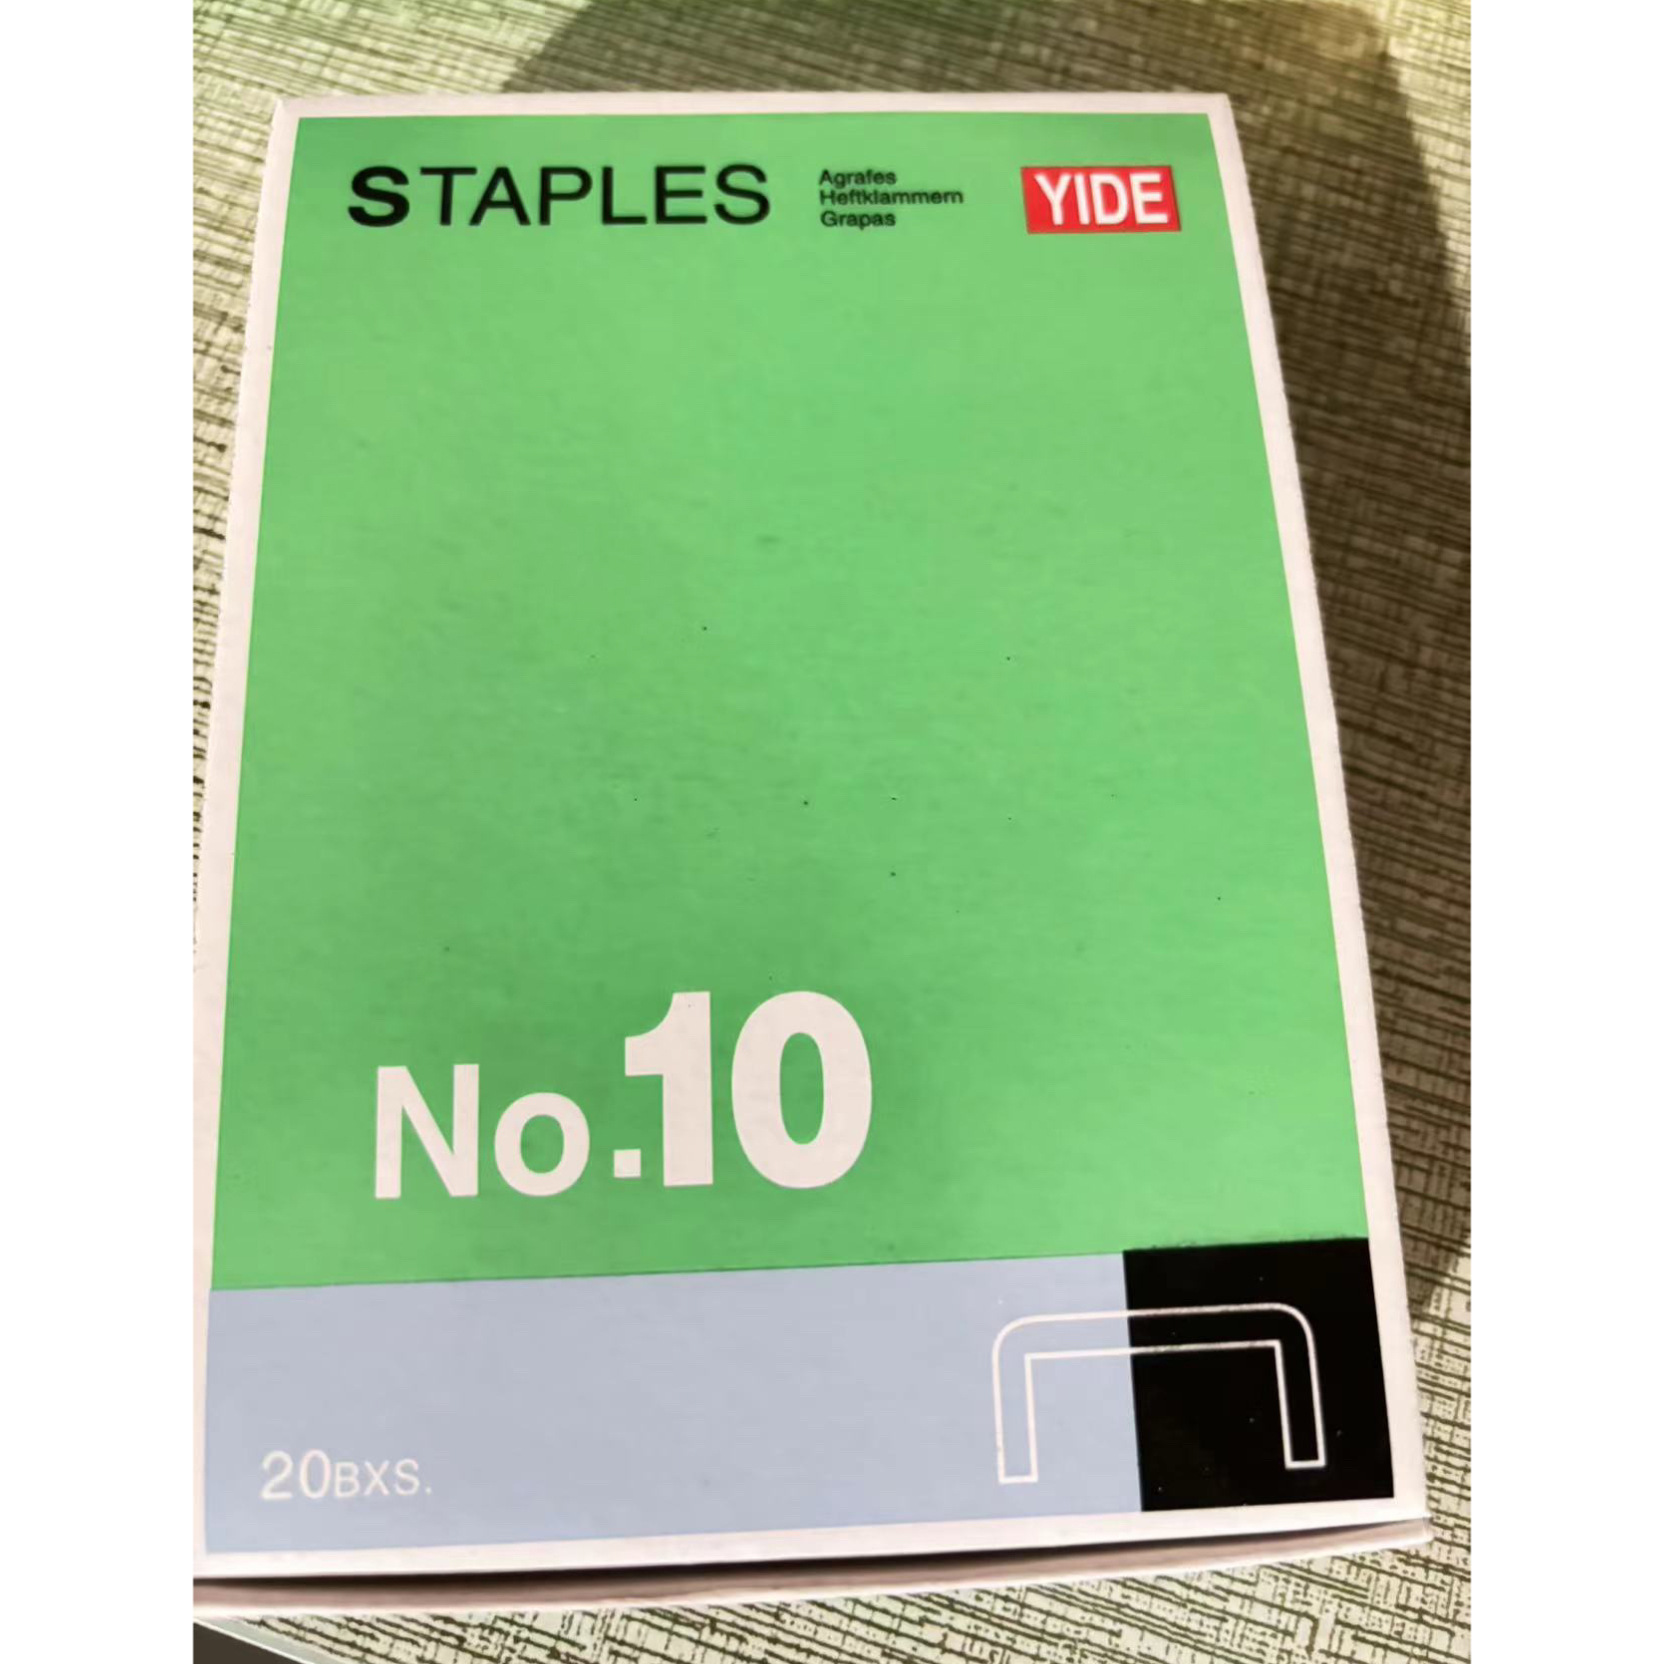 STAPLES
Agrafes
Heftklammern
Grapas
YIDE
No.10
20BXS.